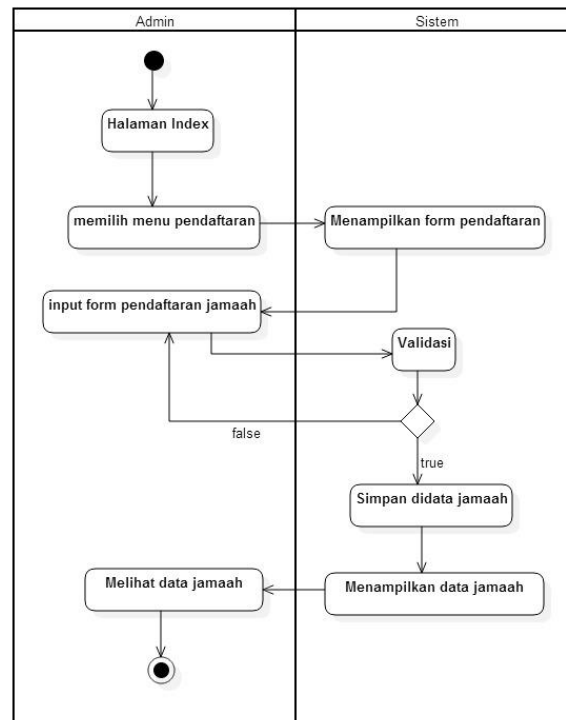 Admin
Sistem
Halaman Index
memilih menu pendaftaran
Menampilkan form pendaftaran
input form pendaftaran jamaah
Validasi
false
true
Simpan didata jamaah
Melihat data jamaah
Menampilkan data jamaah